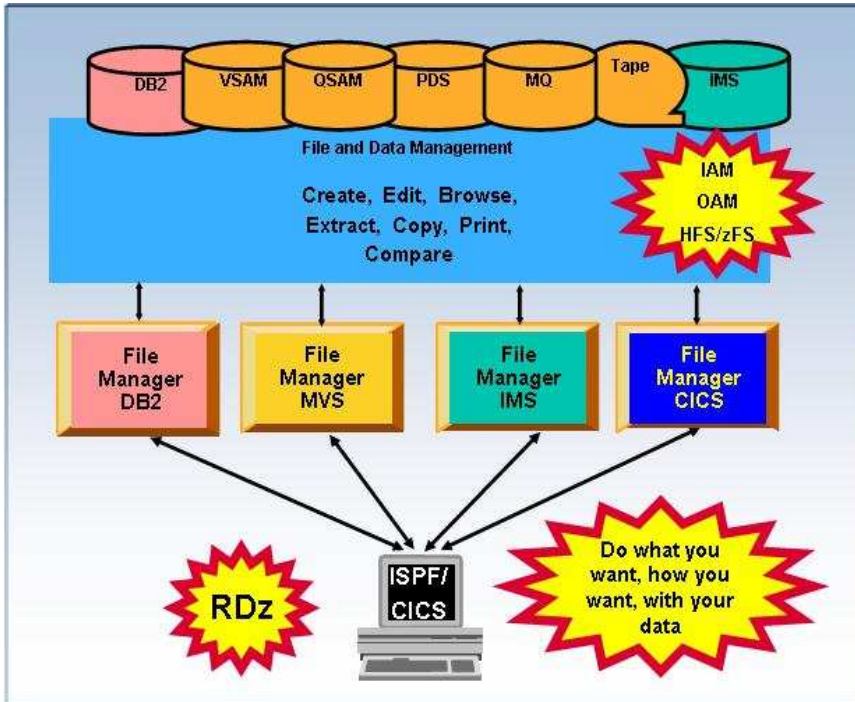 DB2
VSAM
QSAM
PDS
MQ
Tape
IMS
File and Data Management
Create, Edit, Browse,
Extract, Copy, Print,
Compare
IAM
OAM
HFS/zFS
File
Manager
DB2
File
Manager
MVS
File
Manager
IMS
File
Manager
CICS
RDz
ISPF/
CICS
Do what you
want, how you
want, with your
data